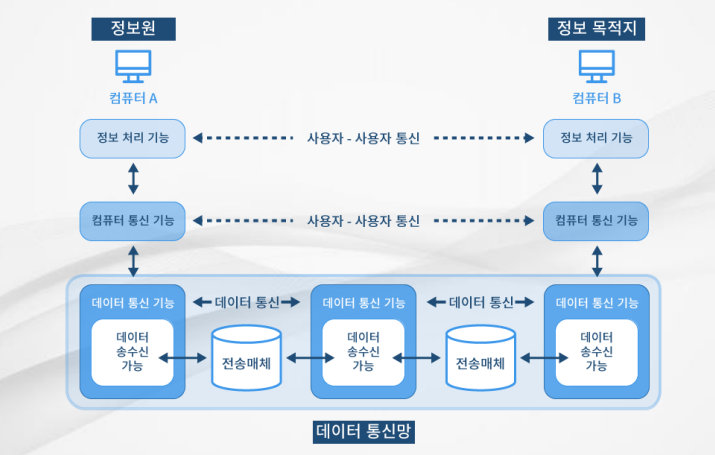 정보원 정보 목적지
컴퓨터 A 컴퓨터 B
정보 처리 기능 사용자 - 사용자 통신 정보 처리 기능
컴퓨터 통신 기능 사용자 - 사용자 통신 컴퓨터 통신 기능
데이터 통신 기능 데이터 통신 데이터 통신 기능 데이터 통신 데이터 통신 기능
데이터 데이터 데이터
송수신 전송매체 송수신 전송매체 송수신
가능 가능 가능
데이터 통신망